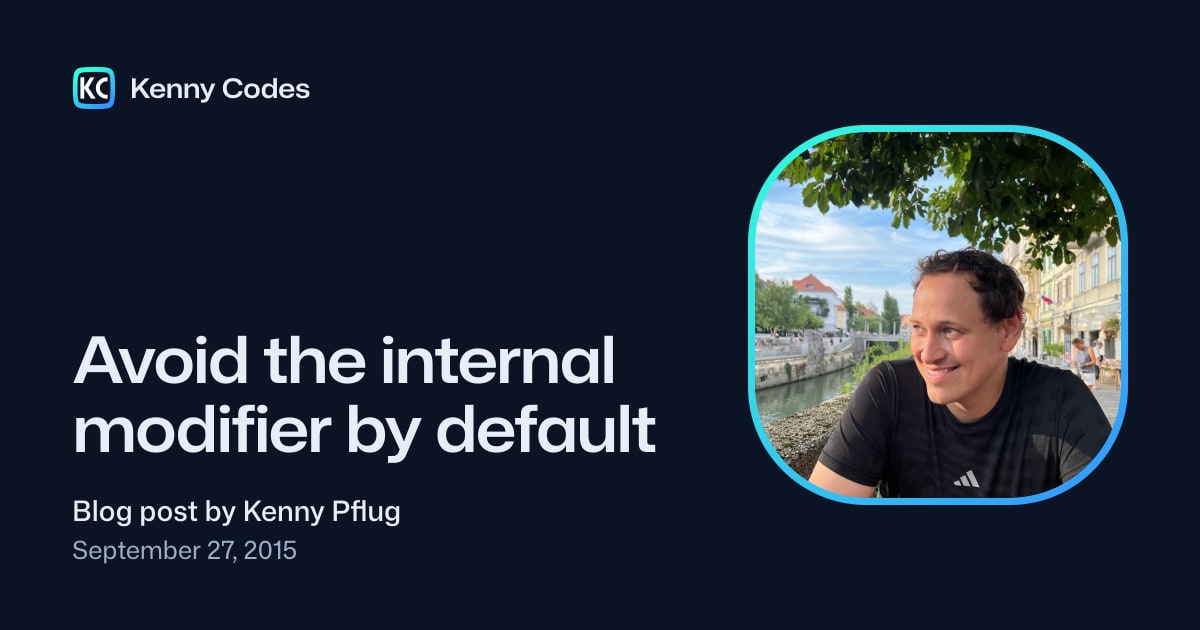 KC Kenny Codes
Avoid the internal
modifier by default
Blog post by Kenny Pflug
September 27, 2015